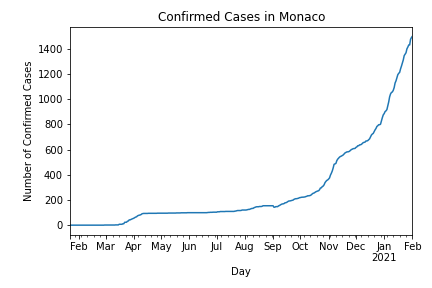 Confirmed Cases in Monaco
Number of Confirmed Cases
1400
1200
1000
800
600
400
200
0
Feb Mar Apr May Jun Jul Aug Sep Oct Nov Dec Jan Feb
2021
Day